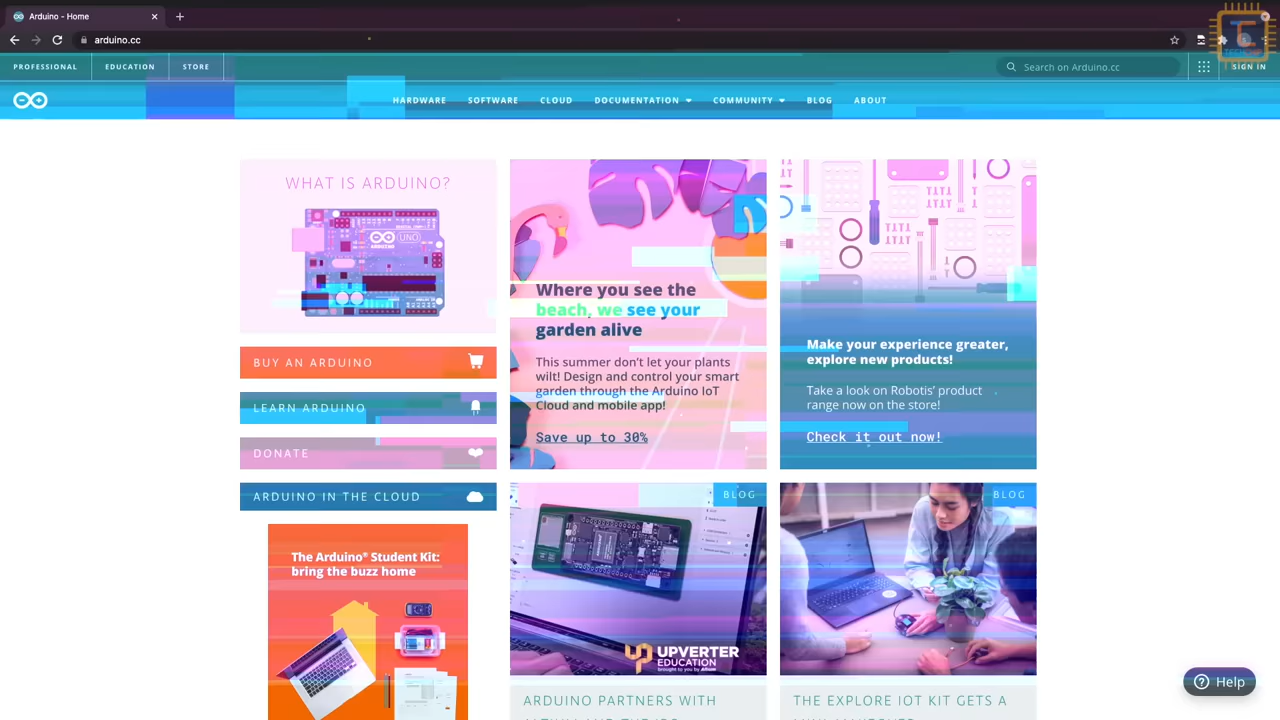 Arduino - Home
arduino.cc
PROFESSIONAL
EDUCATION
STORE
Search on Arduino.cc
SIGN IN
HARDWARE
SOFTWARE
CLOUD
DOCUMENTATION
COMMUNITY
BLOG
ABOUT
WHAT IS ARDUINO?
UNO
BUY AN ARDUINO
LEARN ARDUINO
DONATE
ARDUINO IN THE CLOUD
The Arduino® Student Kit:
bring the buzz home
Where you see the
beach, we see your
garden alive
This summer don't let your plants
wilt! Design and control your smart
garden through the Arduino IoT
Cloud and mobile app!
Save up to 30%
Make your experience greater,
explore new products!
Take a look on Robotis' product
range now on the store!
Check it out now!
BLOG
UPVERTER
EDUCATION
ARDUINO PARTNERS WITH
BLOG
THE EXPLORE IOT KIT GETS A
Help